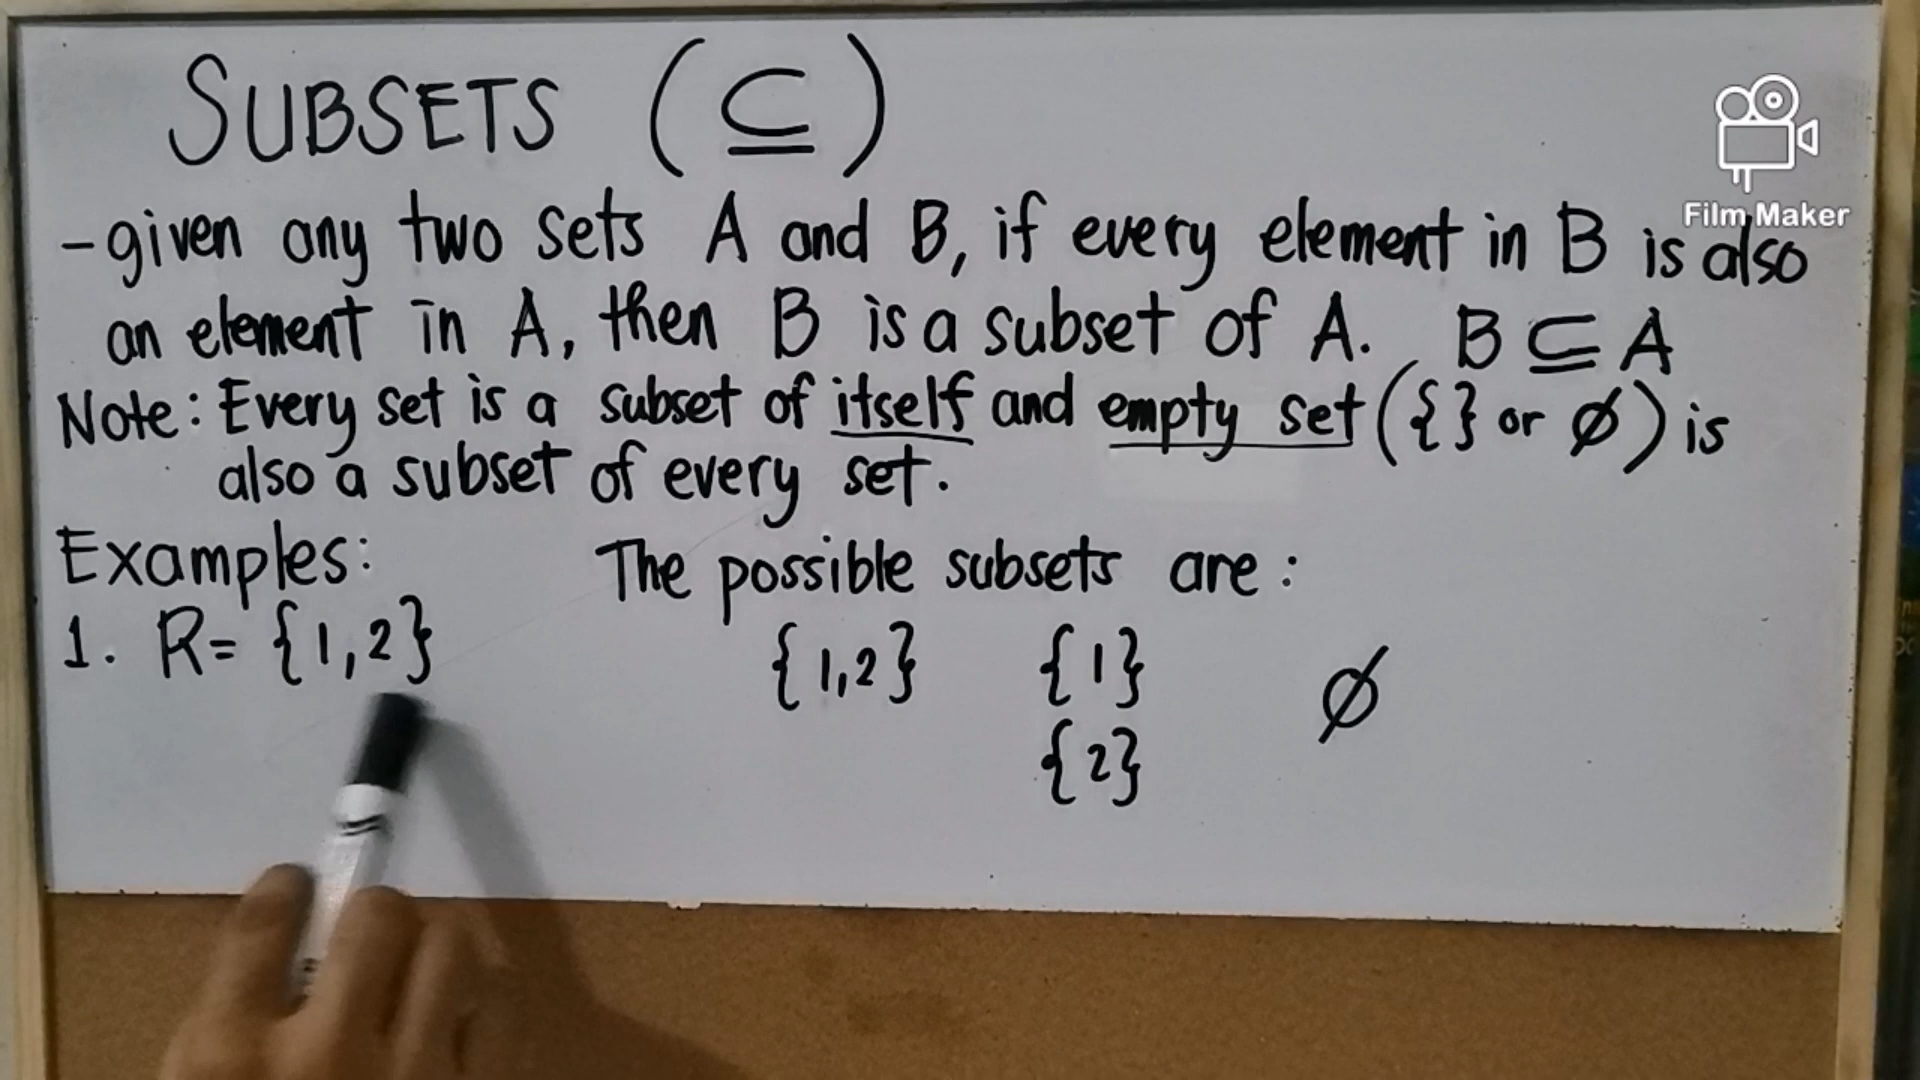 SUBSETS (⊆)
Film Maker
- given any two sets A and B, if every element in B is also
an element in A, then B is a subset of A. B ⊆ A
Note: Every set is a subset of itself and empty set ({ } or ∅) is
also a subset of every set.
Examples: The possible subsets are:
1. R = {1,2} {1,2} {1} ∅
{2}